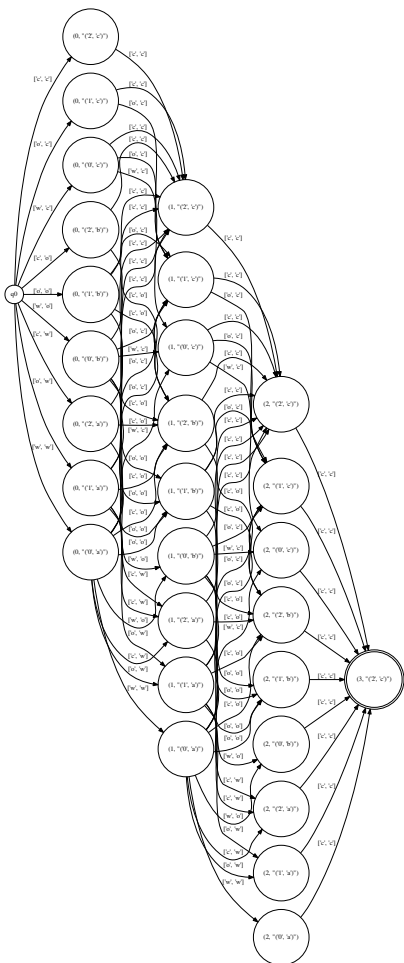 q0
['c', 'c']
['o', 'c']
['w', 'c']
['c', 'o']
['o', 'o']
['w', 'o']
['c', 'w']
['o', 'w']
['w', 'w']
(0, "('2', 'c')")
(0, "('1', 'c')")
(0, "('0', 'c')")
(0, "('2', 'b')")
(0, "('1', 'b')")
(0, "('0', 'b')")
(0, "('2', 'a')")
(0, "('1', 'a')")
(0, "('0', 'a')")
['c', 'c']
['c', 'c']
['o', 'c']
['c', 'c']
['c', 'c']
['o', 'c']
['w', 'c']
['c', 'c']
['c', 'c']
['o', 'c']
['c', 'c']
['c', 'c']
['c', 'c']
['c', 'o']
['o', 'c']
['o', 'c']
['w', 'c']
['c', 'c']
['o', 'c']
['c', 'o']
['w', 'c']
['o', 'o']
['c', 'o']
['o', 'o']
['c', 'o']
['o', 'o']
['o', 'o']
['w', 'o']
['c', 'w']
['c', 'w']
['w', 'o']
['o', 'w']
['c', 'w']
['o', 'w']
['w', 'w']
(1, "('2', 'c')")
(1, "('1', 'c')")
(1, "('0', 'c')")
(1, "('2', 'b')")
(1, "('1', 'b')")
(1, "('0', 'b')")
(1, "('2', 'a')")
(1, "('1', 'a')")
(1, "('0', 'a')")
['c', 'c']
['c', 'c']
['o', 'c']
['c', 'c']
['o', 'c']
['c', 'c']
['w', 'c']
['c', 'c']
['o', 'c']
['c', 'c']
['c', 'c']
['c', 'c']
['c', 'c']
['c', 'o']
['o', 'c']
['o', 'c']
['w', 'c']
['c', 'c']
['o', 'c']
['c', 'o']
['w', 'c']
['o', 'o']
['c', 'o']
['o', 'o']
['c', 'o']
['o', 'o']
['o', 'o']
['w', 'o']
['c', 'w']
['c', 'w']
['w', 'o']
['o', 'w']
['c', 'w']
['o', 'w']
['w', 'w']
(2, "('2', 'c')")
(2, "('1', 'c')")
(2, "('0', 'c')")
(2, "('2', 'b')")
(2, "('1', 'b')")
(2, "('0', 'b')")
(2, "('2', 'a')")
(2, "('1', 'a')")
(2, "('0', 'a')")
['c', 'c']
['c', 'c']
['c', 'c']
['c', 'c']
['c', 'c']
['c', 'c']
['c', 'c']
['c', 'c']
['c', 'c']
(3, "('2', 'c')")